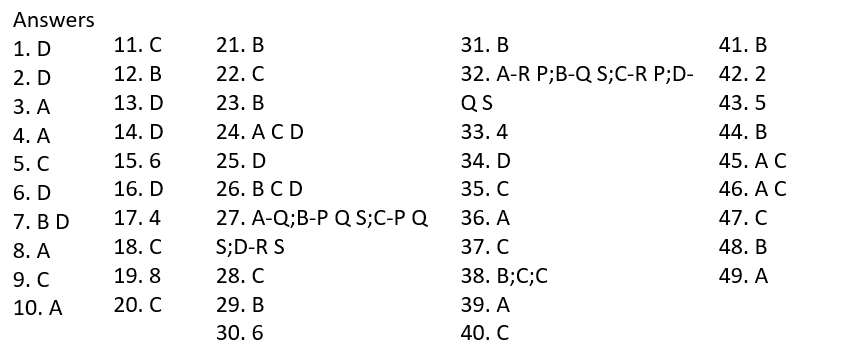 Answers
1. D
2. D
3. A
4. A
5. C
6. D
7. B D
8. A
9. C
10. A
11. C
12. B
13. D
14. D
15. 6
16. D
17. 4
18. C
19. 8
20. C
21. B
22. C
23. B
24. A C D
25. D
26. B C D
27. A-Q;B-P Q S;C-P Q
S;D-R S
28. C
29. B
30. 6
31. B
32. A-R P;B-Q S;C-R P;D-
Q S
33. 4
34. D
35. C
36. A
37. C
38. B;C;C
39. A
40. C
41. B
42. 2
43. 5
44. B
45. A C
46. A C
47. C
48. B
49. A